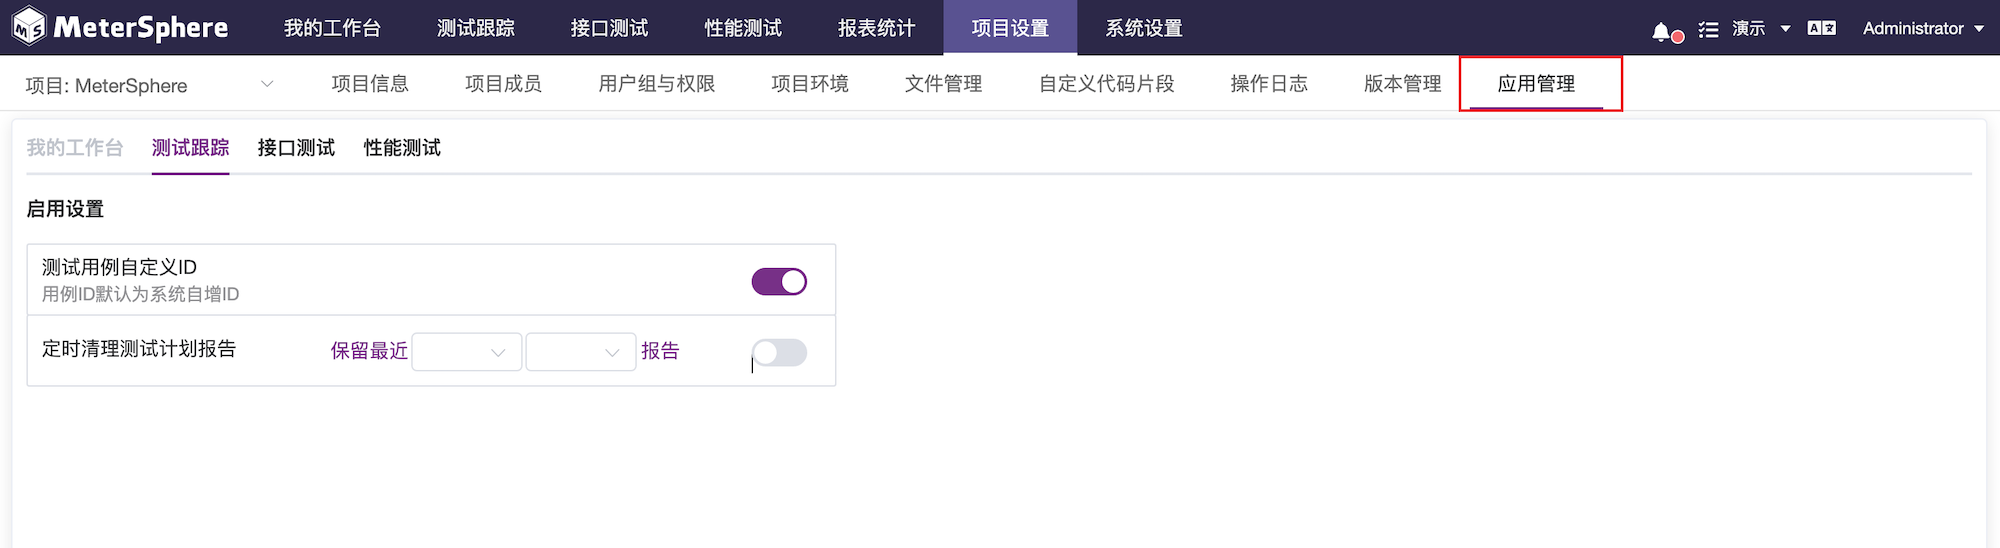 MS MeterSphere 我的工作台 测试跟踪 接口测试 性能测试 报表统计 项目设置 系统设置 演示 Administrator
项目: MeterSphere 项目信息 项目成员 用户组与权限 项目环境 文件管理 自定义代码片段 操作日志 版本管理 应用管理
我的工作台 测试跟踪 接口测试 性能测试
启用设置
测试用例自定义ID
用例ID默认为系统自增ID
定时清理测试计划报告 保留最近 报告